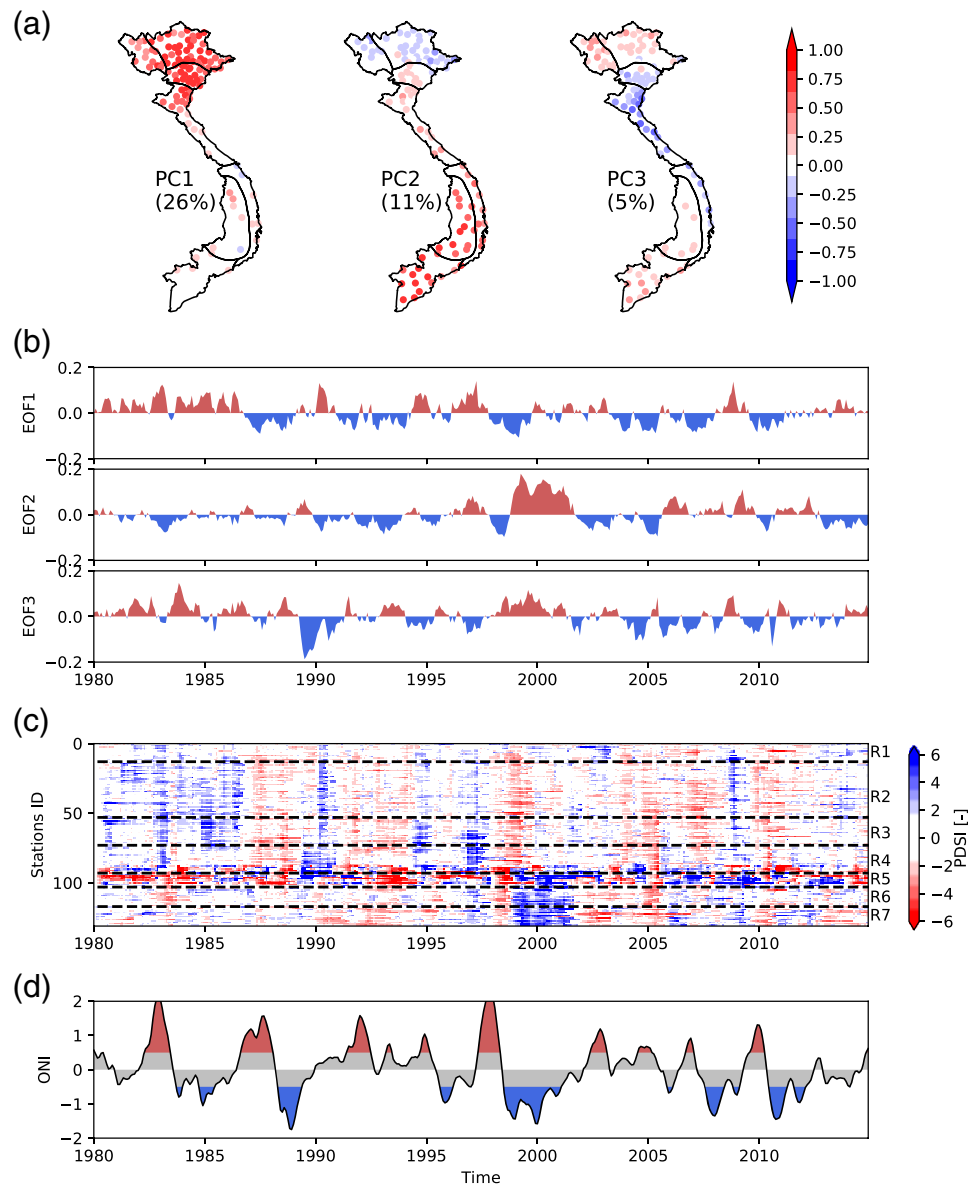 (a)
PC1
(26%)
PC2
(11%)
PC3
(5%)
1.00
0.75
0.50
0.25
0.00
−0.25
−0.50
−0.75
−1.00
(b)
0.2
0.0
−0.2
EOF1
0.2
0.0
−0.2
EOF2
0.2
0.0
−0.2
EOF3
1980 1985 1990 1995 2000 2005 2010
(c)
0
50
100
Stations ID
R1
R2
R3
R4
R5
R6
R7
6
4
2
0
−2
−4
−6
PDSI [-]
1980 1985 1990 1995 2000 2005 2010
(d)
2
1
0
−1
−2
ONI
1980 1985 1990 1995 2000 2005 2010
Time